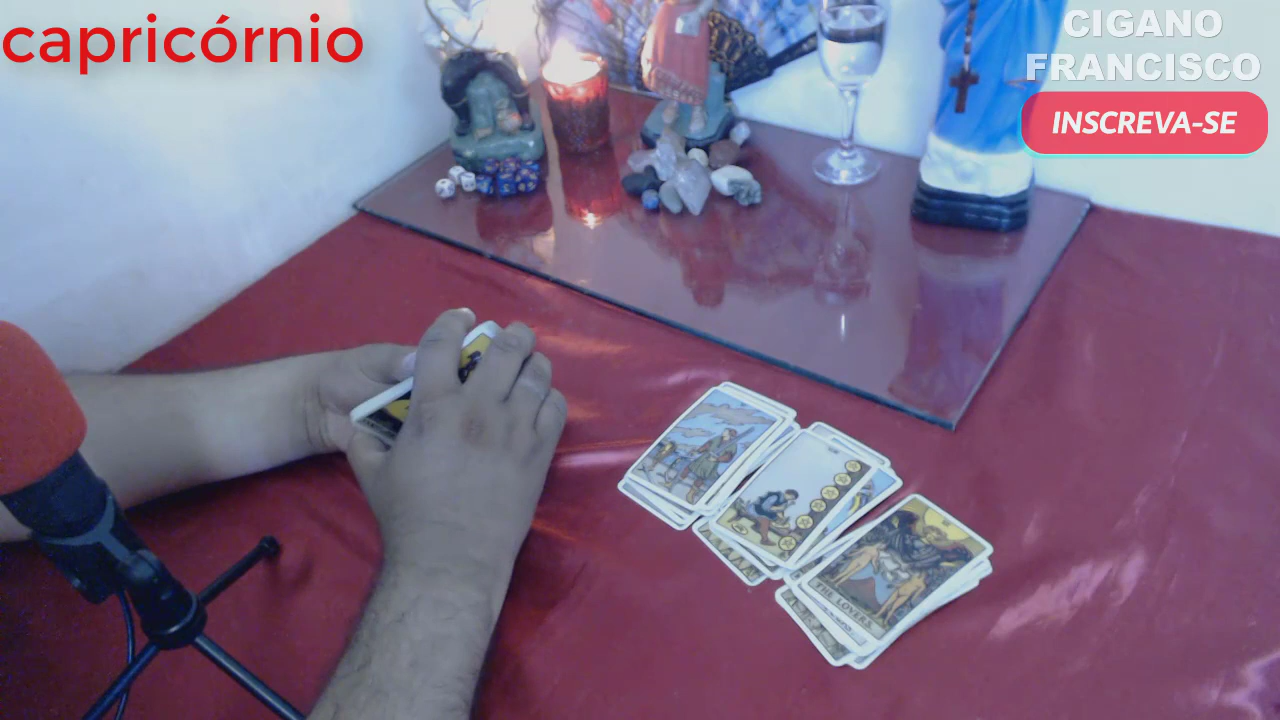 capricórnio
CIGANO
FRANCISCO
INSCREVA-SE
THE LOVERS.